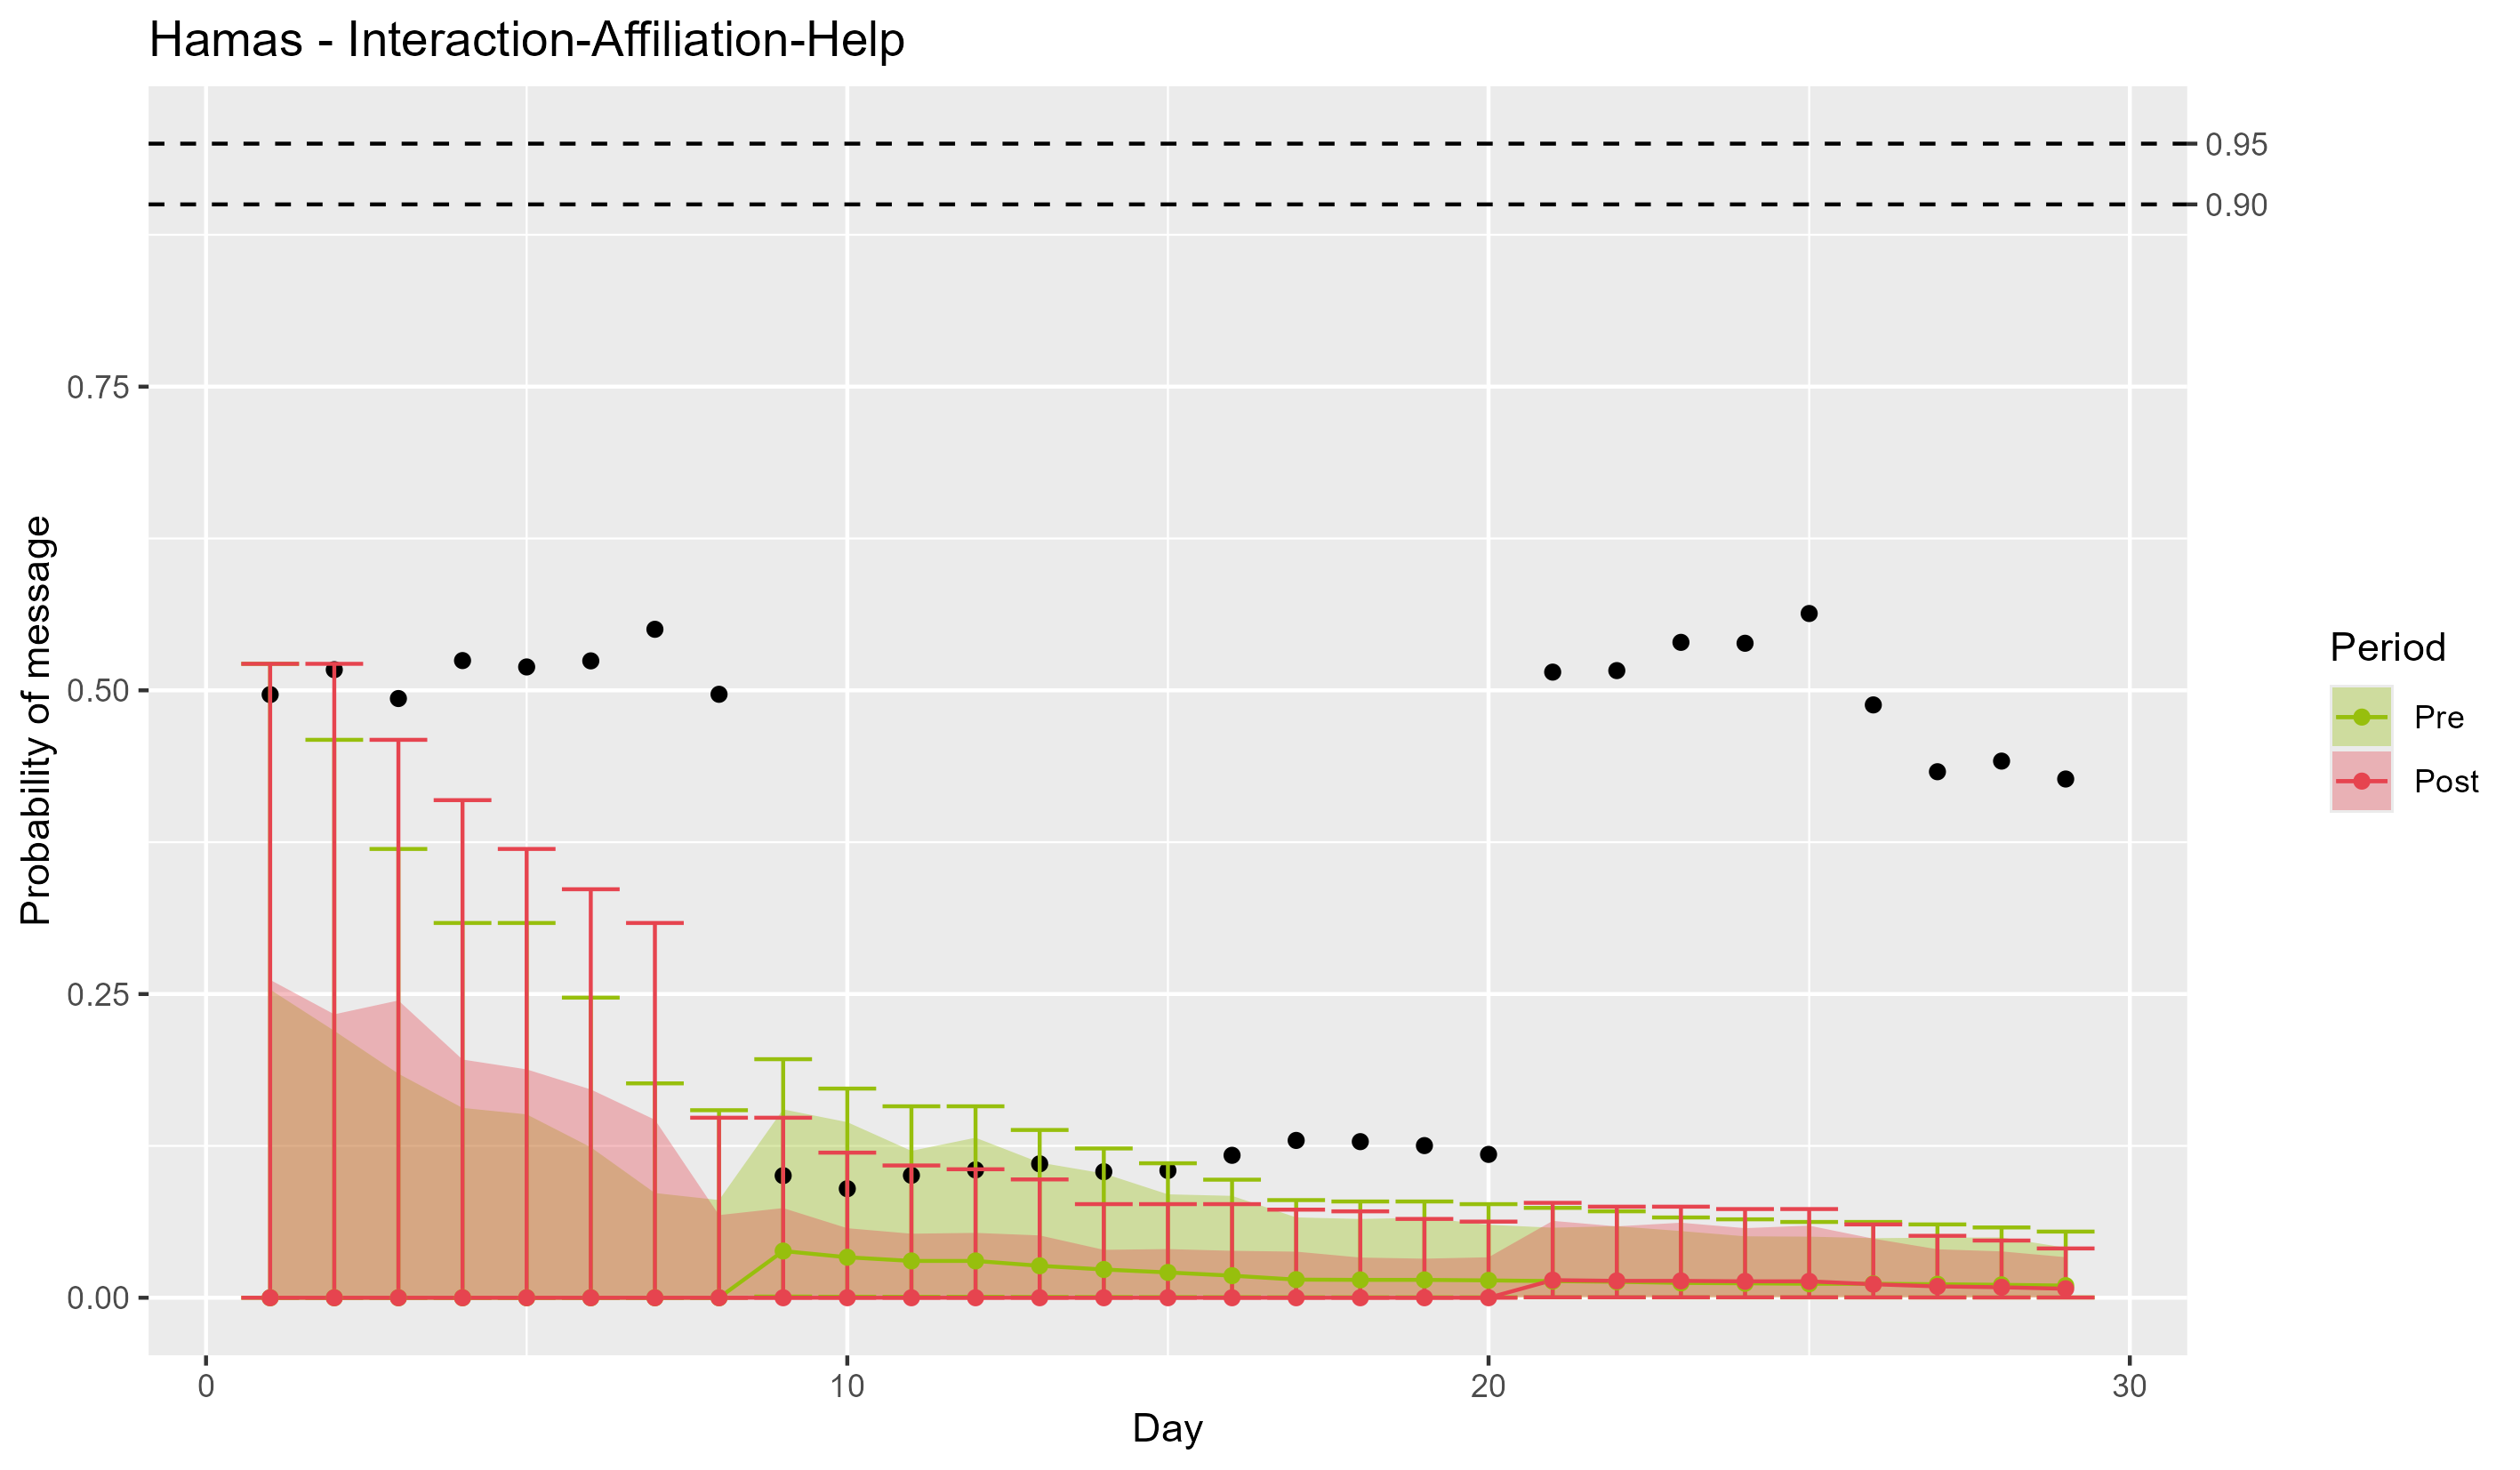 Hamas - Interaction-Affiliation-Help
0.95
0.90
0.75
0.50
0.25
0.00
Probability of message
0
10
20
30
Day
Period
Pre
Post